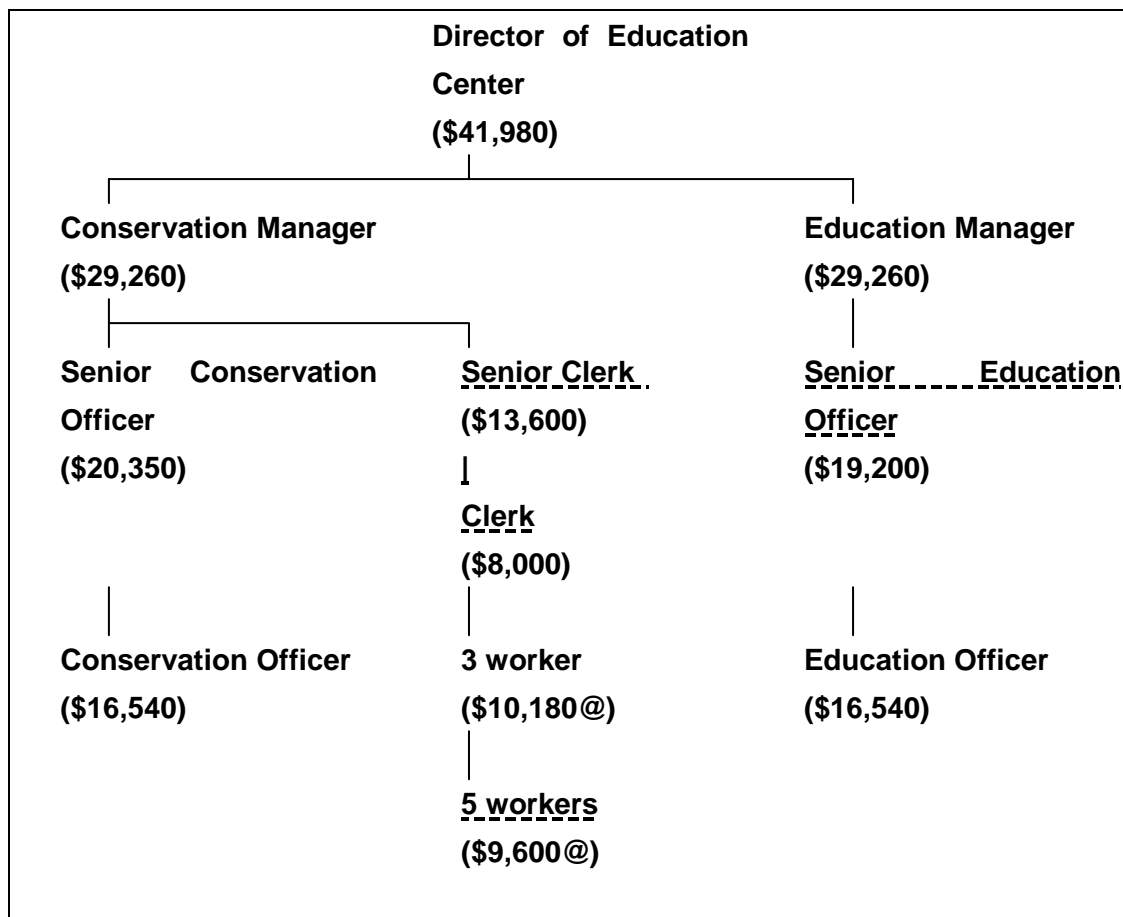 Director of Education
Center
($41,980)
Conservation Manager
($29,260)
Education Manager
($29,260)
Senior Conservation
Officer
($20,350)
Senior Clerk
($13,600)
|
Clerk
($8,000)
Senior Education
Officer
($19,200)
Conservation Officer
($16,540)
3 worker
($10,180@)
5 workers
($9,600@)
Education Officer
($16,540)